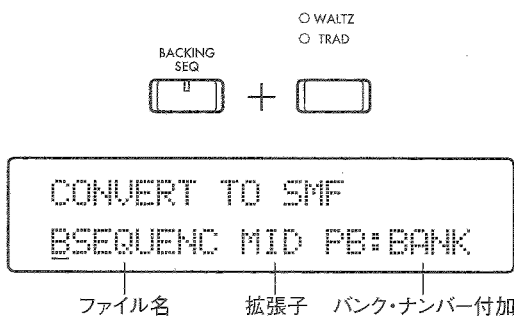 ○ WALTZ
○ TRAD
BACKING
SEQ
+
CONVERT TO SMF
BSEQUENC MID PB:BANK
ファイル名 拡張子 バンク・ナンバー付加